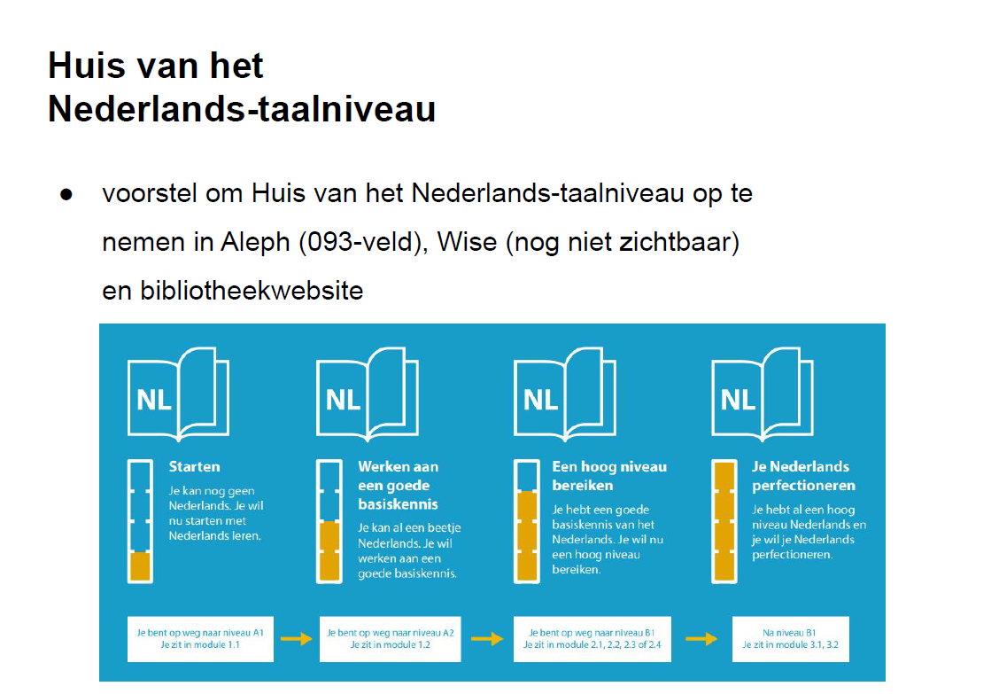 Huis van het
Nederlands-taalniveau
● voorstel om Huis van het Nederlands-taalniveau op te
nemen in Aleph (093-veld), Wise (nog niet zichtbaar)
en bibliotheekwebsite
NL
Starten
Je kan nog geen
Nederlands. Je wil
nu starten met
Nederlands leren.
Je bent op weg naar niveau A1
Je zit in module 1.1
NL
Werken aan
een goede
basiskennis
Je kan al een beetje
Nederlands. Je wil
werken aan een
goede basiskennis.
Je bent op weg naar niveau A2
Je zit in module 1.2
NL
Een hoog niveau
bereiken
Je hebt een goede
basiskennis van het
Nederlands. Je wil nu
een hoog niveau
bereiken.
Je bent op weg naar niveau B1
Je zit in module 2.1, 2.2, 2.3 of 2.4
NL
Je Nederlands
perfectioneren
Je hebt al een hoog
niveau Nederlands en
je wil je Nederlands
perfectioneren.
Na niveau B1
Je zit in module 3.1, 3.2